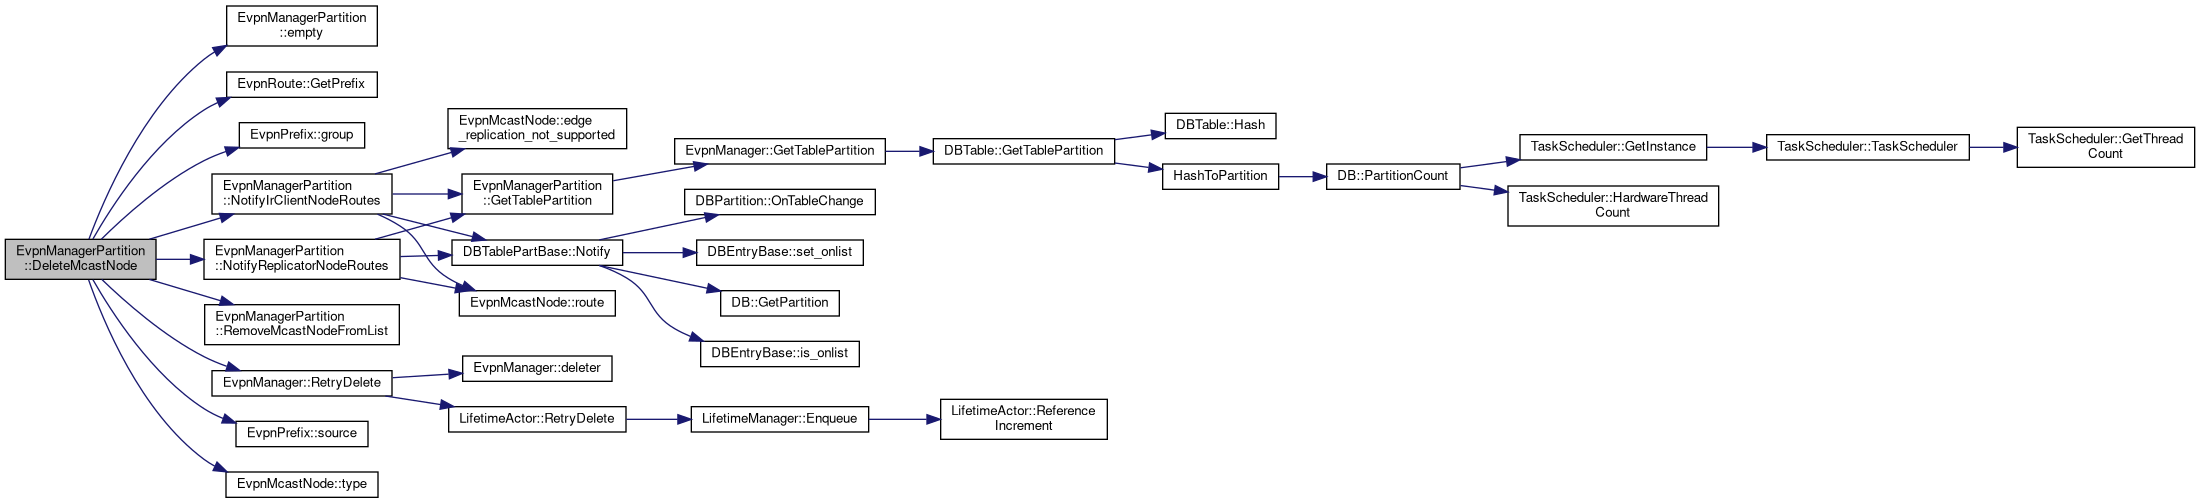 EvpnManagerPartition
::DeleteMcastNode
EvpnManagerPartition
::empty
EvpnRoute::GetPrefix
EvpnPrefix::group
EvpnManagerPartition
::NotifyIrClientNodeRoutes
EvpnManagerPartition
::NotifyReplicatorNodeRoutes
EvpnManagerPartition
::RemoveMcastNodeFromList
EvpnManager::RetryDelete
EvpnPrefix::source
EvpnMcastNode::type
EvpnMcastNode::edge
_replication_not_supported
EvpnManagerPartition
::GetTablePartition
DBTablePartBase::Notify
EvpnMcastNode::route
EvpnManager::deleter
LifetimeActor::RetryDelete
EvpnManager::GetTablePartition
DBPartition::OnTableChange
DBEntryBase::set_onlist
DB::GetPartition
DBEntryBase::is_onlist
LifetimeManager::Enqueue
DBTable::GetTablePartition
LifetimeActor::Reference
Increment
DBTable::Hash
HashToPartition
DB::PartitionCount
TaskScheduler::GetInstance
TaskScheduler::HardwareThread
Count
TaskScheduler::TaskScheduler
TaskScheduler::GetThread
Count